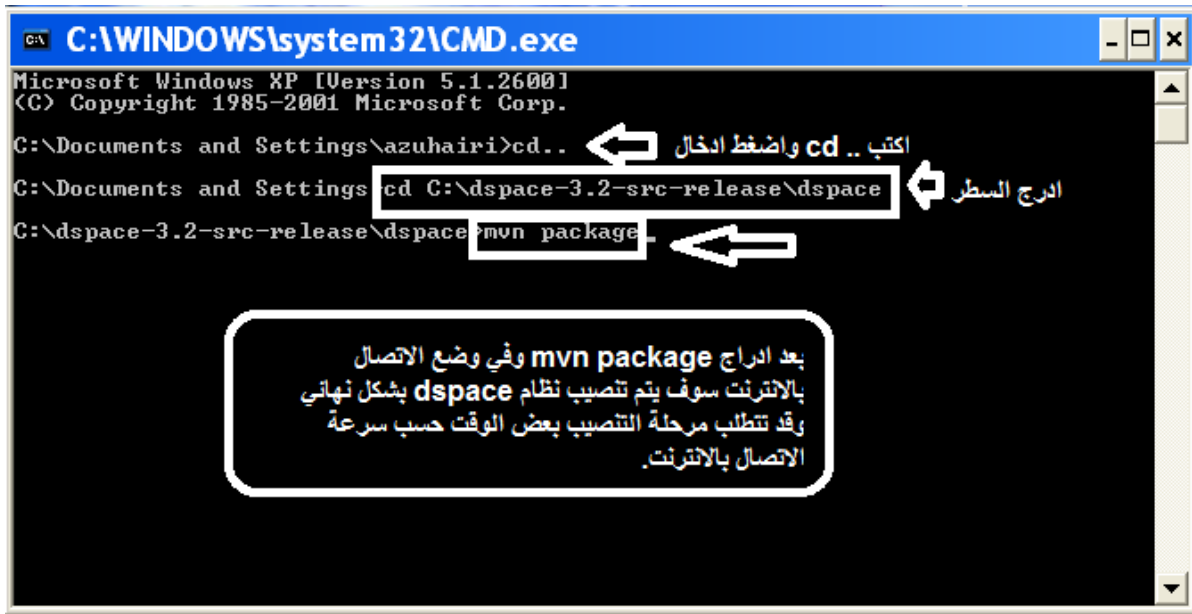 C:\WINDOWS\system32\CMD.exe
Microsoft Windows XP [Version 5.1.2600]
(C) Copyright 1985-2001 Microsoft Corp.
C:\Documents and Settings\azuhairi>cd..
اكتب .. cd واضغط ادخال
C:\Documents and Settings>cd C:\dspace-3.2-src-release\dspace
ادرج السطر
C:\dspace-3.2-src-release\dspace>mvn package_
بعد ادراج mvn package وفي وضع الاتصال
بالانترنت سوف يتم تنصيب نظام dspace بشكل نهائي
وقد تتطلب مرحلة التنصيب بعض الوقت حسب سرعة
الاتصال بالانترنت.